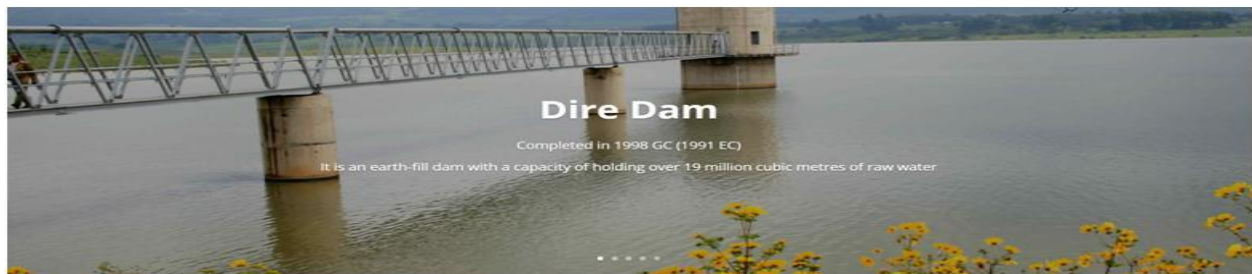 Dire Dam
Completed in 1998 GC (1991 EC)
It is an earth-fill dam with a capacity of holding over 19 million cubic metres of raw water